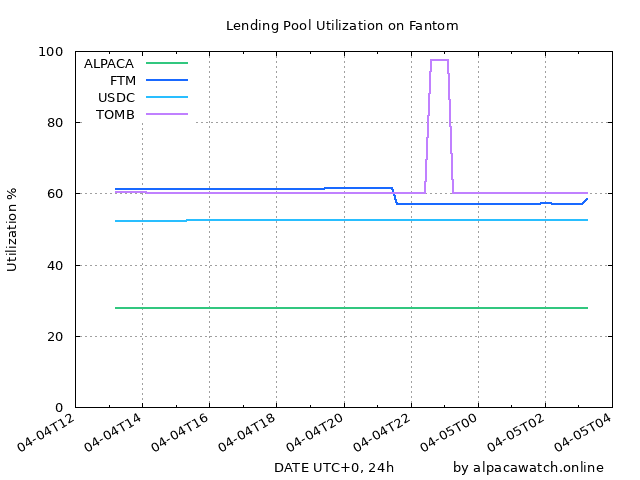 Lending Pool Utilization on Fantom
100
80
60
40
20
0
Utilization %
ALPACA
FTM
USDC
TOMB
04-04T12
04-04T14
04-04T16
04-04T18
04-04T20
04-04T22
04-05T00
04-05T02
04-05T04
DATE UTC+0, 24h
by alpacawatch.online